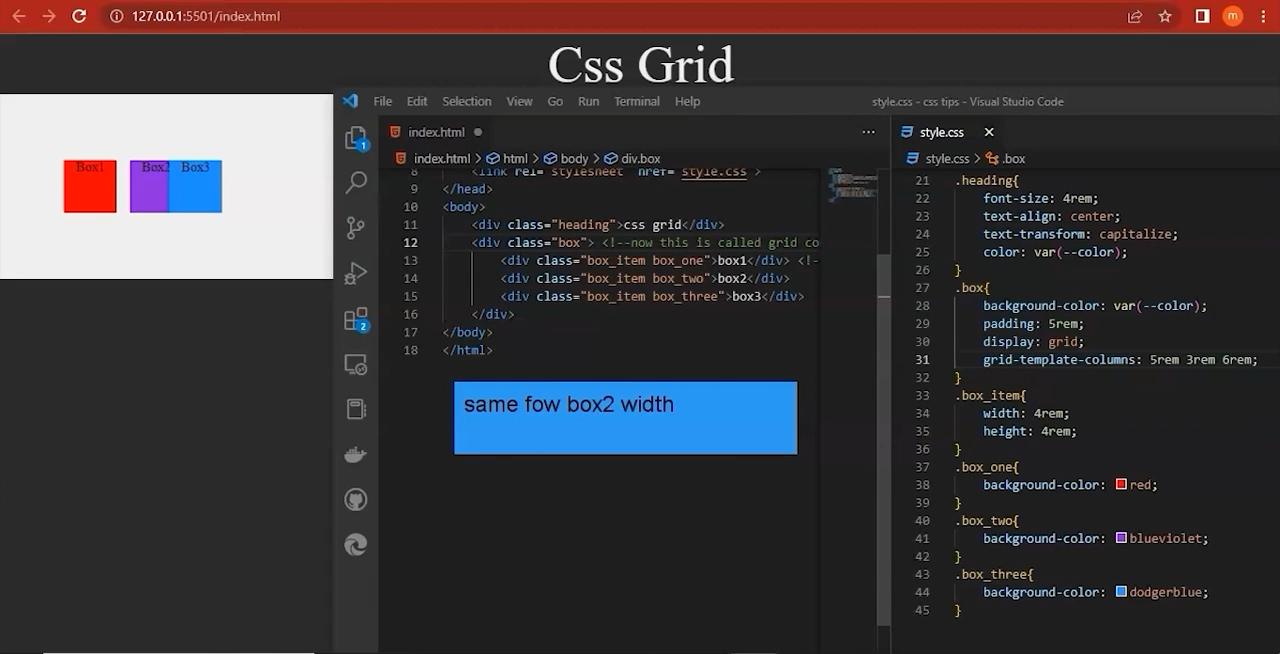 127.0.0.1:5501/index.html
m
Css Grid
File Edit Selection View Go Run Terminal Help
style.css - css tips - Visual Studio Code
Box1 Box2 Box3
1
2
index.html
index.html > html > body > div.box
8 <link rel="stylesheet" href="style.css">
9 </head>
10 <body>
11 <div class="heading">css grid</div>
12 <div class="box"> <!--now this is called grid co
13 <div class="box_item box_one">box1</div> <!-
14 <div class="box_item box_two">box2</div>
15 <div class="box_item box_three">box3</div>
16 </div>
17 </body>
18 </html>
same fow box2 width
style.css
style.css > .box
21 .heading{
22 font-size: 4rem;
23 text-align: center;
24 text-transform: capitalize;
25 color: var(--color);
26 }
27 .box{
28 background-color: var(--color);
29 padding: 5rem;
30 display: grid;
31 grid-template-columns: 5rem 3rem 6rem;
32 }
33 .box_item{
34 width: 4rem;
35 height: 4rem;
36 }
37 .box_one{
38 background-color: red;
39 }
40 .box_two{
41 background-color: blueviolet;
42 }
43 .box_three{
44 background-color: dodgerblue;
45 }